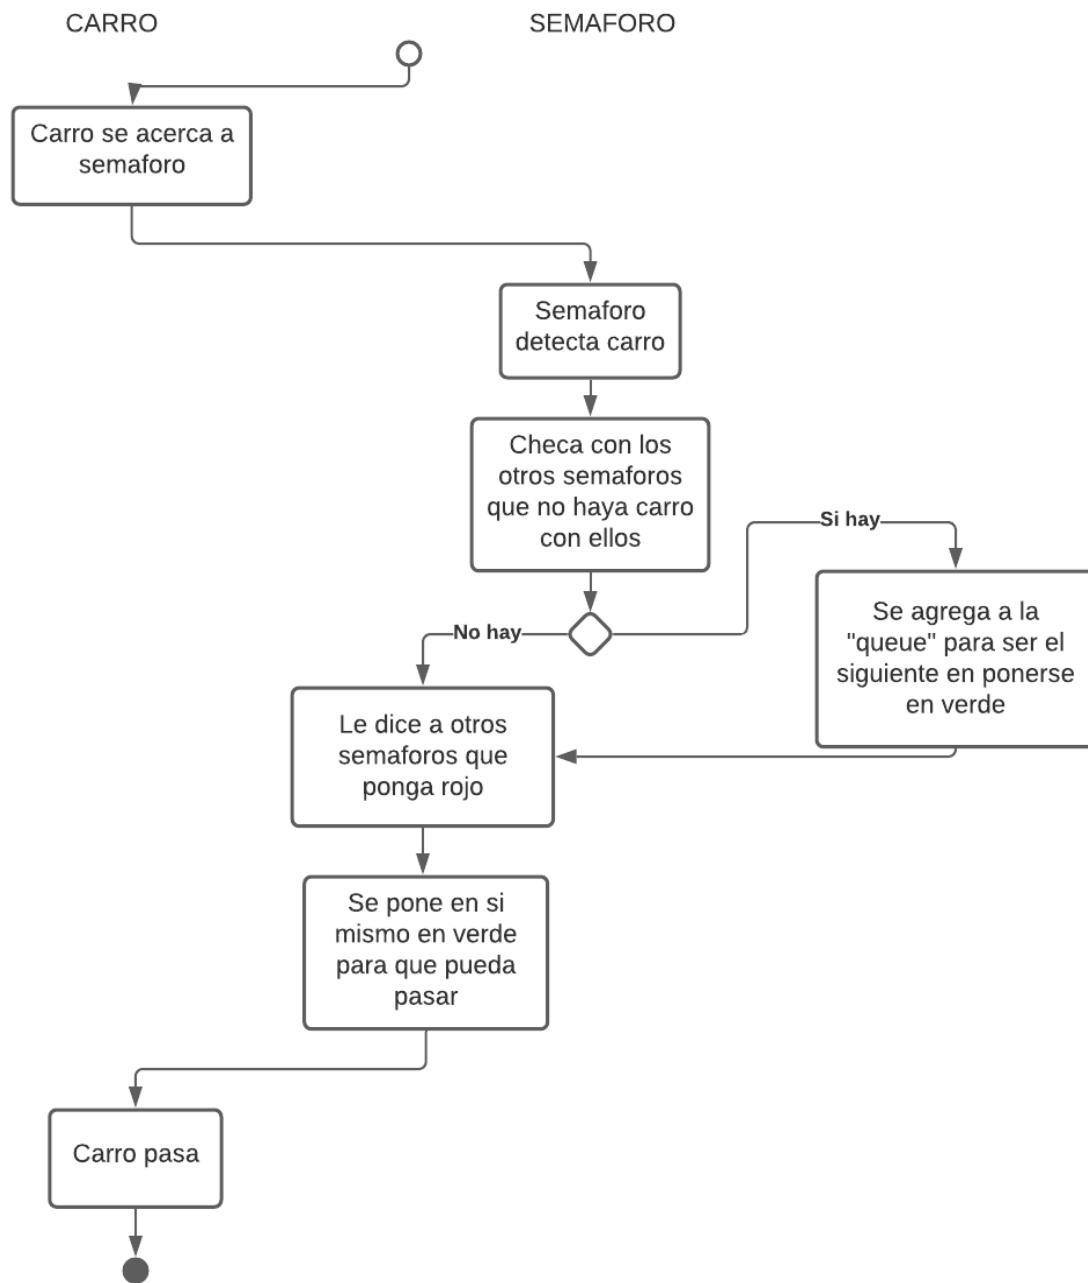 CARRO
SEMAFORO
Carro se acerca a
semaforo
Semaforo
detecta carro
Checa con los
otros semaforos
que no haya carro
con ellos
Si hay
No hay
Se agrega a la
"queue" para ser el
siguiente en ponerse
en verde
Le dice a otros
semaforos que
ponga rojo
Se pone en si
mismo en verde
para que pueda
pasar
Carro pasa